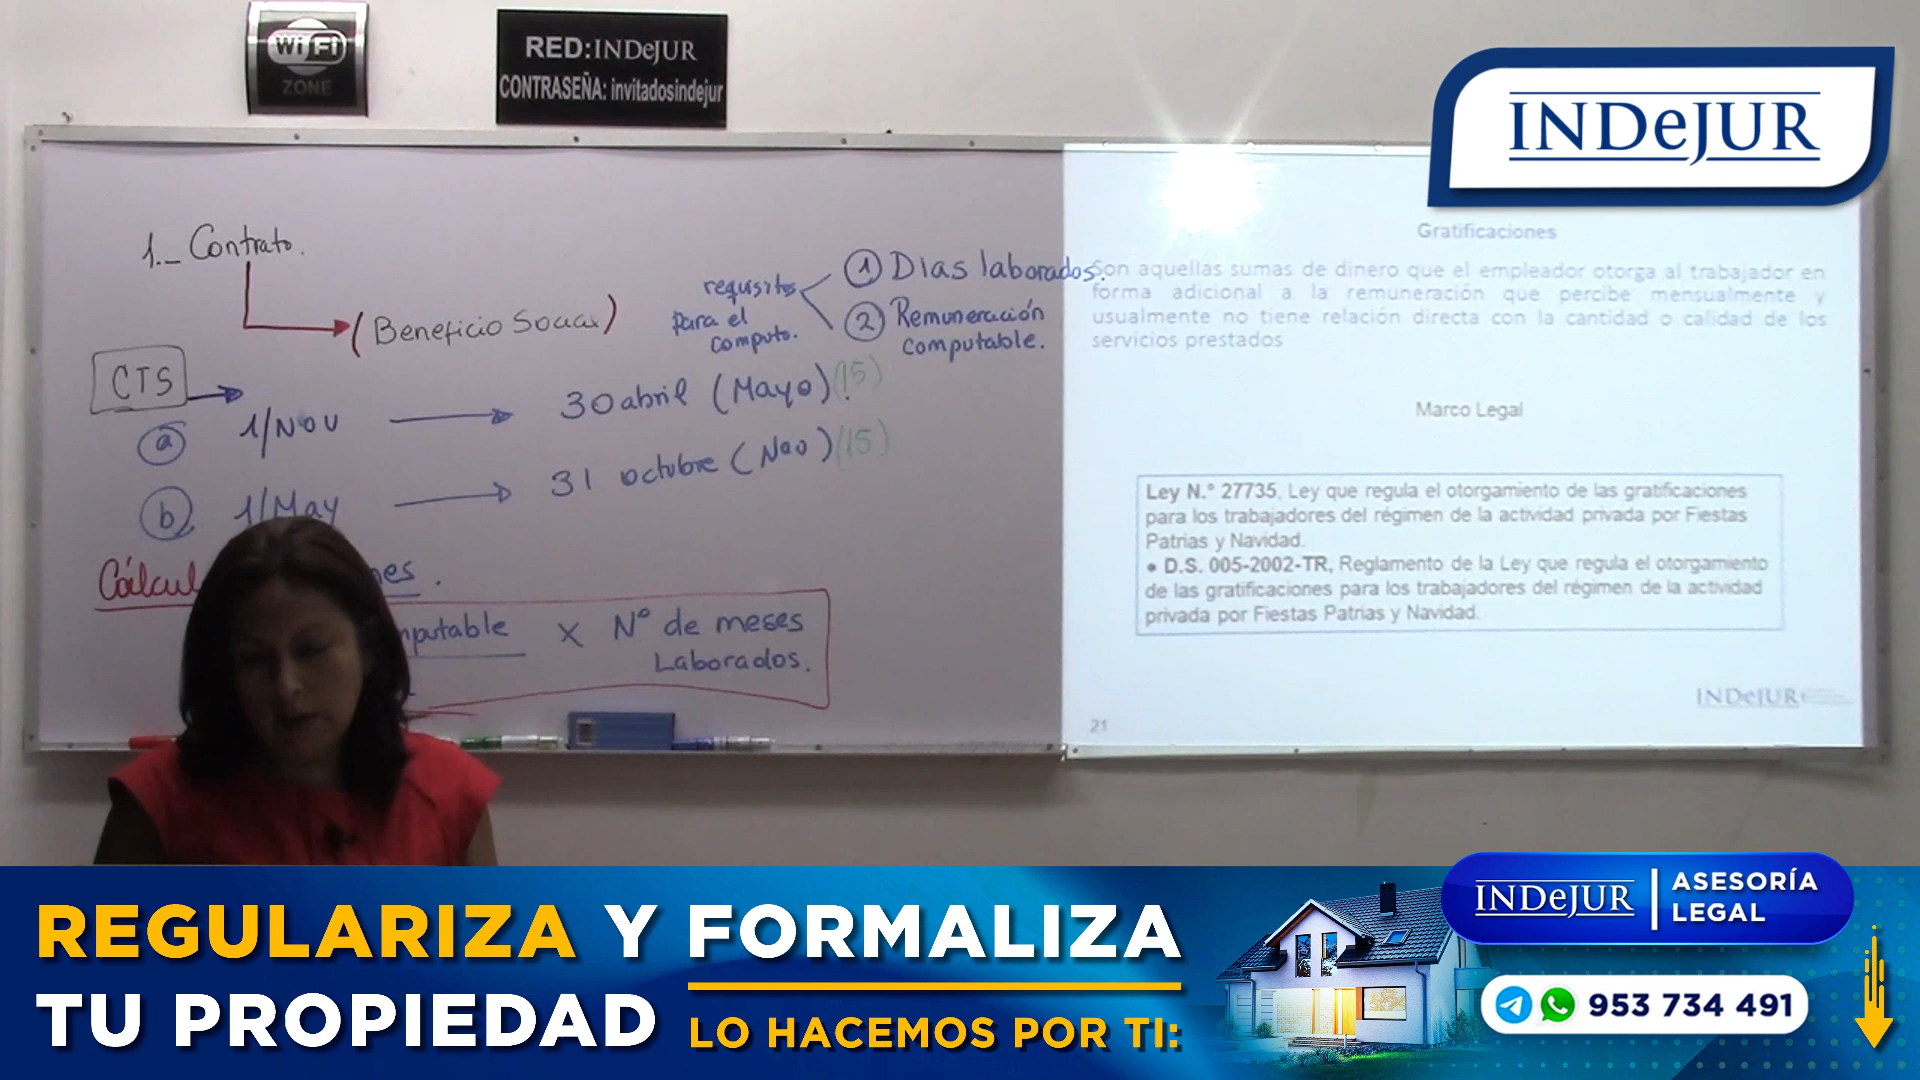 WiFi
ZONE
RED:INDeJUR
CONTRASEÑA: invitadosindejur
INDeJUR
1._ Contrato.
(Beneficio Social)
requisitos
para el
computo.
1 Dias laborados.
2 Remuneración
computable.
CTS
a 1/Nov
30 abril (Mayo) (15)
b 1/May
31 octubre (Nov) (15)
Cálcul
es.
mputable x Nº de meses
Laborados.
Gratificaciones
Son aquellas sumas de dinero que el empleador otorga al trabajador en
forma adicional a la remuneración que percibe mensualmente y
usualmente no tiene relación directa con la cantidad o calidad de los
servicios prestados
Marco Legal
Ley N.° 27735, Ley que regula el otorgamiento de las gratificaciones
para los trabajadores del régimen de la actividad privada por Fiestas
Patrias y Navidad.
• D.S. 005-2002-TR, Reglamento de la Ley que regula el otorgamiento
de las gratificaciones para los trabajadores del régimen de la actividad
privada por Fiestas Patrias y Navidad.
INDeJUR
21
REGULARIZA Y FORMALIZA
TU PROPIEDAD LO HACEMOS POR TI:
INDeJUR | ASESORÍA
LEGAL
953 734 491